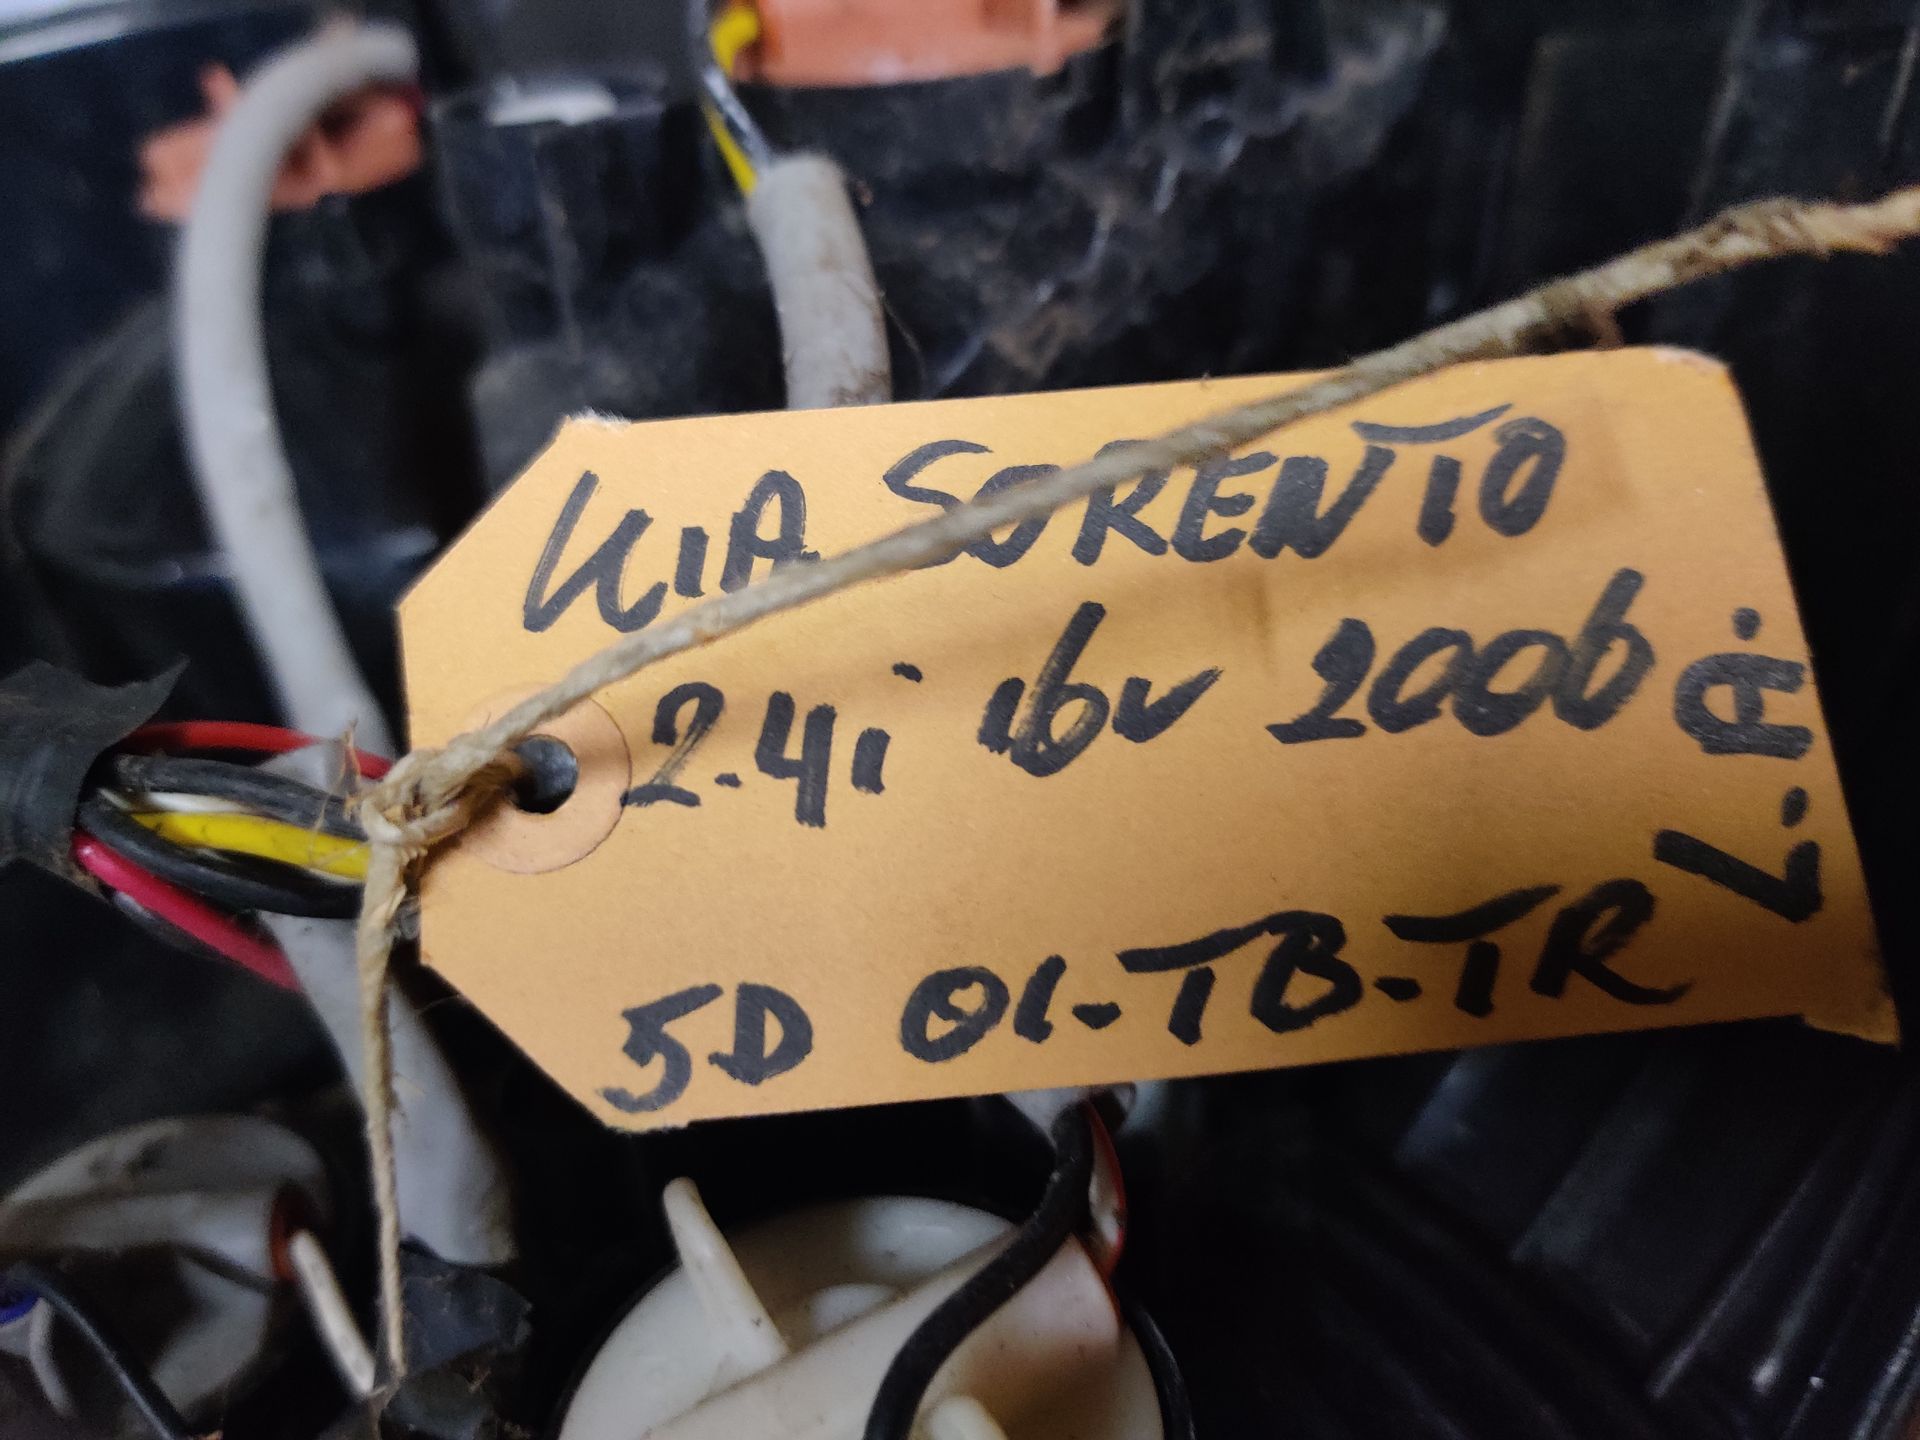 KIA SORENTO
2.4i 16v 2006
5D 01-TB-TR
L.A.